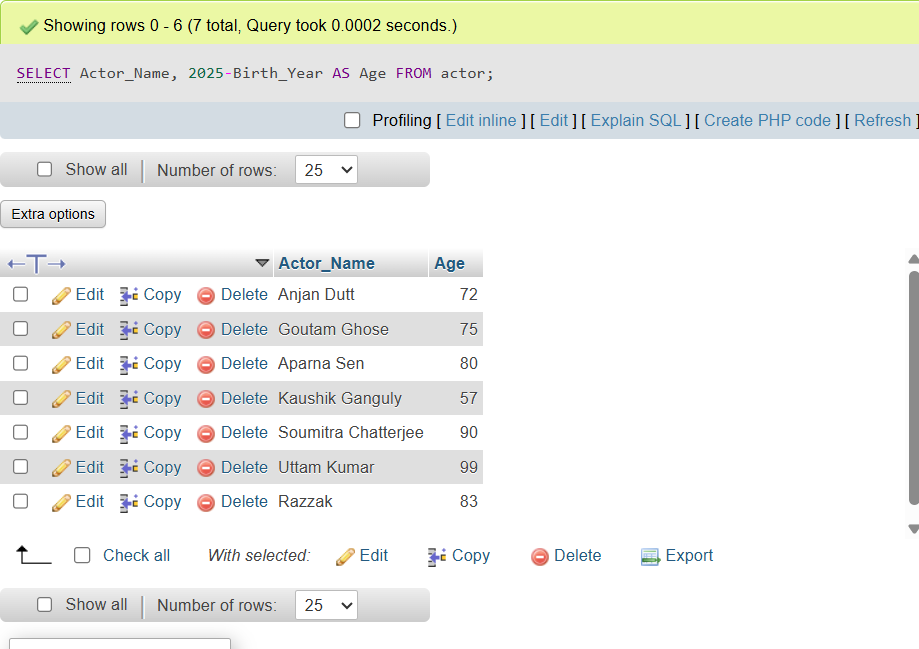 Showing rows 0 - 6 (7 total, Query took 0.0002 seconds.)
SELECT Actor_Name, 2025-Birth_Year AS Age FROM actor;
Profiling [ Edit inline ] [ Edit ] [ Explain SQL ] [ Create PHP code ] [ Refresh ]
Show all Number of rows: 25
Extra options
Actor_Name Age
Edit Copy Delete Anjan Dutt 72
Edit Copy Delete Goutam Ghose 75
Edit Copy Delete Aparna Sen 80
Edit Copy Delete Kaushik Ganguly 57
Edit Copy Delete Soumitra Chatterjee 90
Edit Copy Delete Uttam Kumar 99
Edit Copy Delete Razzak 83
Check all With selected: Edit Copy Delete Export
Show all Number of rows: 25